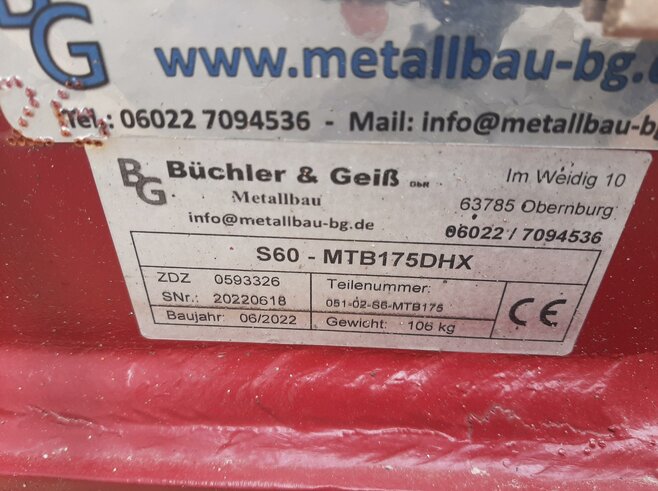 BG
www.metallbau-bg.
Tel.: 06022 7094536 - Mail: info@metallbau-bg
BG Büchler & Geiß GbR
Metallbau
info@metallbau-bg.de
Im Weidig 10
63785 Obernburg
06022 / 7094536
S60 - MTB175DHX
ZDZ 0593326
SNr.: 20220618
Baujahr: 06/2022
Teilenummer:
051-02-S6-MTB175
Gewicht: 106 kg
CE